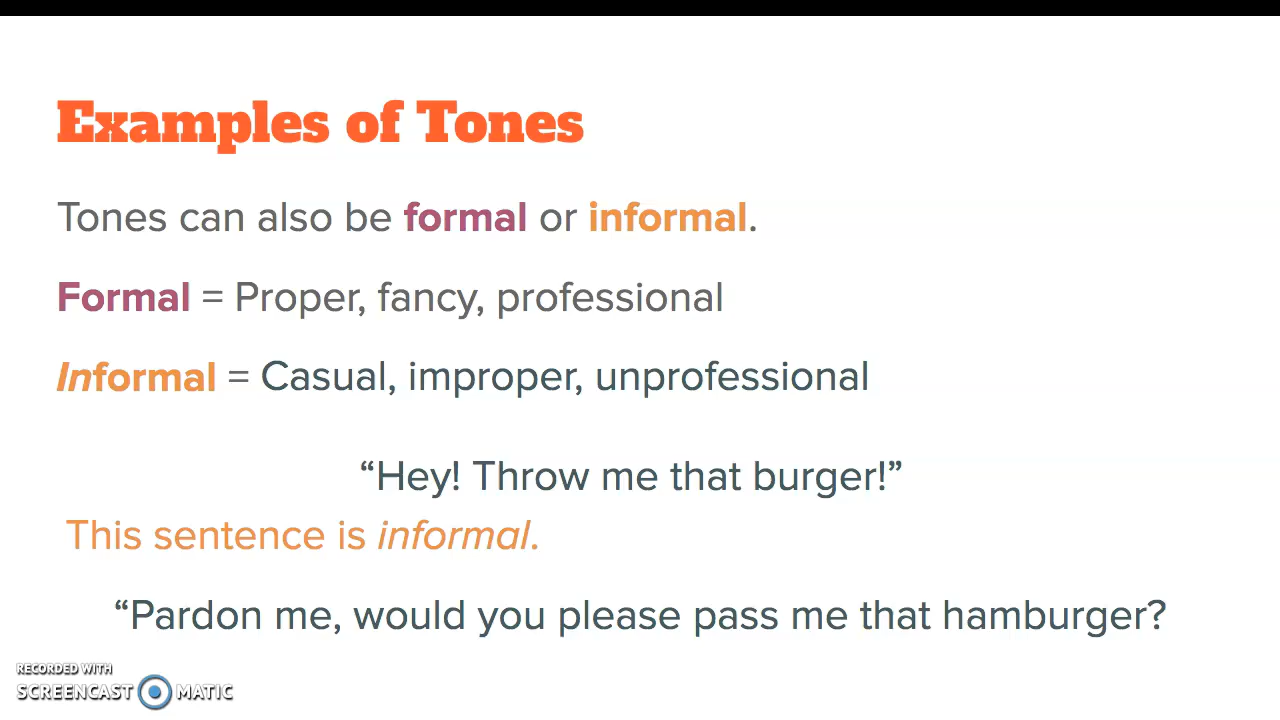 Examples of Tones
Tones can also be formal or informal.
Formal = Proper, fancy, professional
Informal = Casual, improper, unprofessional
“Hey! Throw me that burger!”
This sentence is informal.
“Pardon me, would you please pass me that hamburger?
RECORDED WITH
SCREENCAST MATIC